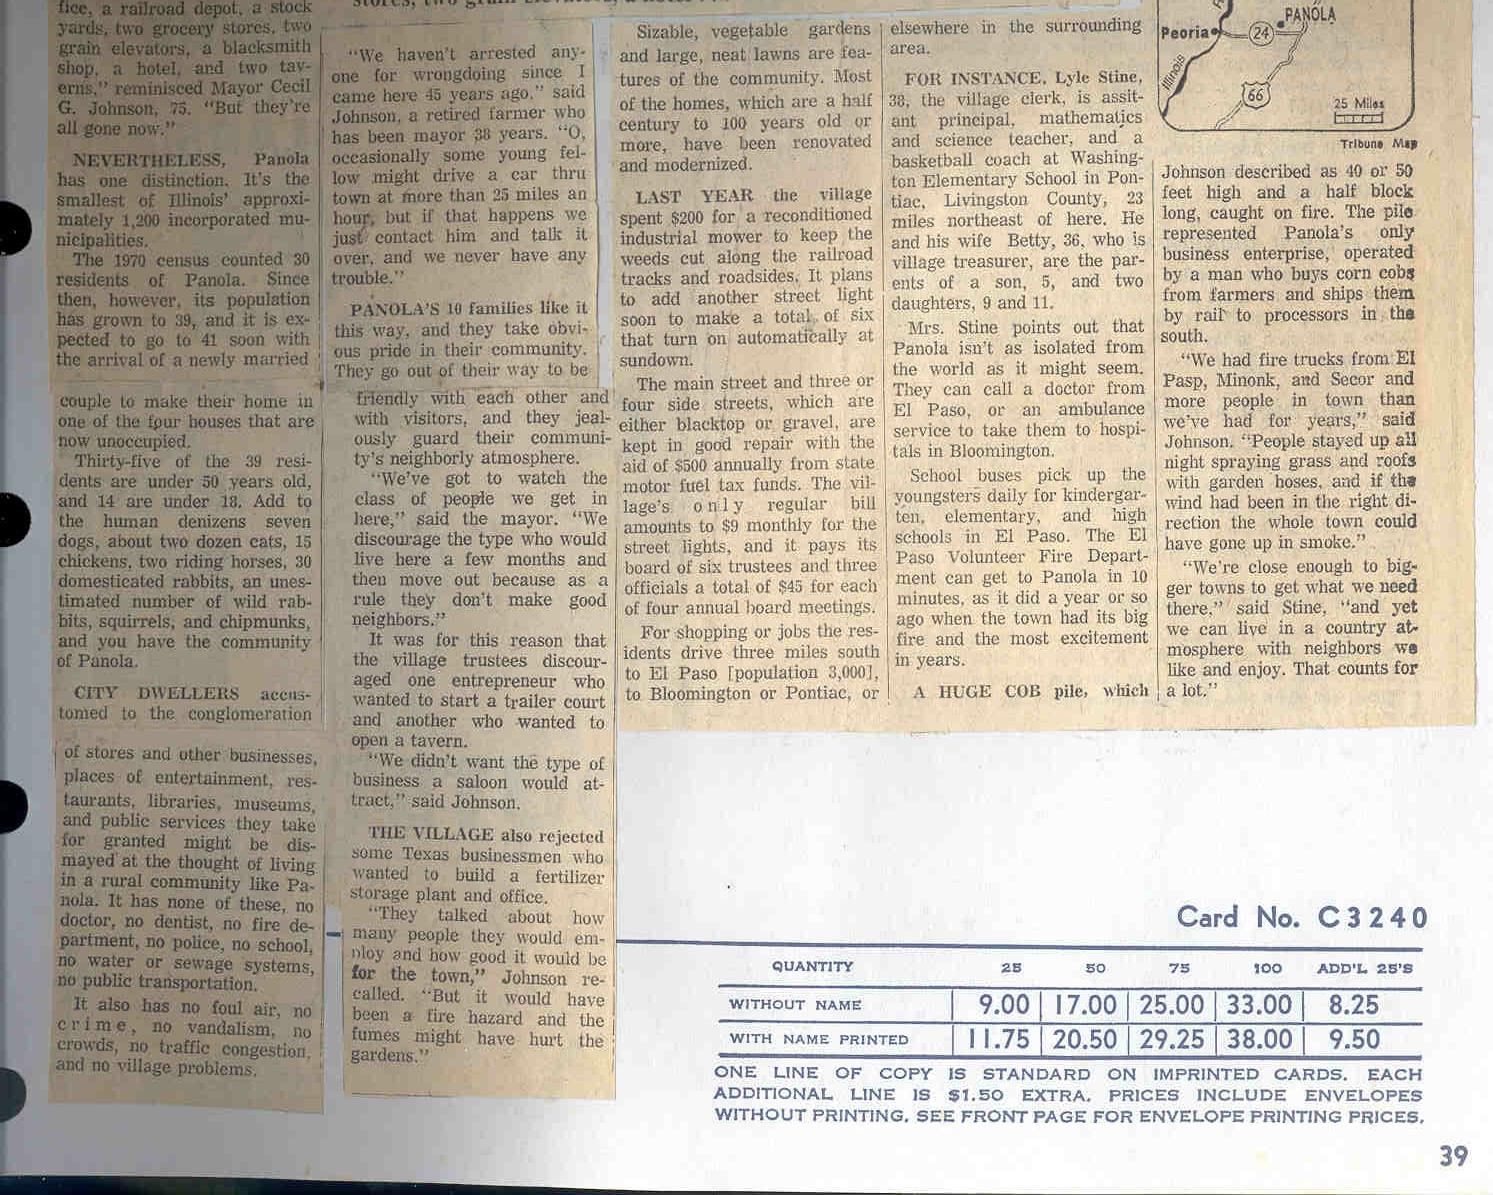 fice, a railroad depot, a stock
yards, two grocery stores, two
grain elevators, a blacksmith
shop, a hotel, and two tav-
erns," reminisced Mayor Cecil
G. Johnson, 75. "But they're
all gone now."
NEVERTHELESS, Panola
has one distinction. It's the
smallest of Illinois' approxi-
mately 1,200 incorporated mu-
nicipalities.
The 1970 census counted 30
residents of Panola. Since
then, however, its population
has grown to 39, and it is ex-
pected to go to 41 soon with
the arrival of a newly married
couple to make their home in
one of the four houses that are
now unoccupied.
Thirty-five of the 39 resi-
dents are under 50 years old,
and 14 are under 18. Add to
the human denizens seven
dogs, about two dozen cats, 15
chickens, two riding horses, 30
domesticated rabbits, an unes-
timated number of wild rab-
bits, squirrels, and chipmunks,
and you have the community
of Panola.
CITY DWELLERS accus-
tomed to the conglomeration
of stores and other businesses,
places of entertainment, res-
taurants, libraries, museums,
and public services they take
for granted might be dis-
mayed at the thought of living
in a rural community like Pa-
nola. It has none of these, no
doctor, no dentist, no fire de-
partment, no police, no school,
no water or sewage systems,
no public transportation.
It also has no foul air, no
crime, no vandalism, no
crowds, no traffic congestion,
and no village problems.
"We haven't arrested any-
one for wrongdoing since I
came here 45 years ago," said
Johnson, a retired farmer who
has been mayor 38 years. "O,
occasionally some young fel-
low might drive a car thru
town at more than 25 miles an
hour, but if that happens we
just contact him and talk it
over, and we never have any
trouble."
PANOLA'S 10 families like it
this way, and they take obvi-
ous pride in their community.
They go out of their way to be
friendly with each other and
with visitors, and they jeal-
ously guard their communi-
ty's neighborly atmosphere.
"We've got to watch the
class of people we get in
here," said the mayor. "We
discourage the type who would
live here a few months and
then move out because as a
rule they don't make good
neighbors."
It was for this reason that
the village trustees discour-
aged one entrepreneur who
wanted to start a trailer court
and another who wanted to
open a tavern.
"We didn't want the type of
business a saloon would at-
tract," said Johnson.
THE VILLAGE also rejected
some Texas businessmen who
wanted to build a fertilizer
storage plant and office.
"They talked about how
many people they would em-
ploy and how good it would be
for the town," Johnson re-
called. "But it would have
been a fire hazard and the
fumes might have hurt the
gardens."
Sizable, vegetable gardens
and large, neat lawns are fea-
tures of the community. Most
of the homes, which are a half
century to 100 years old or
more, have been renovated
and modernized.
LAST YEAR the village
spent $200 for a reconditioned
industrial mower to keep the
weeds cut along the railroad
tracks and roadsides. It plans
to add another street light
soon to make a total of six
that turn on automatically at
sundown.
The main street and three or
four side streets, which are
either blacktop or gravel, are
kept in good repair with the
aid of $500 annually from state
motor fuel tax funds. The vil-
lage's only regular bill
amounts to $9 monthly for the
street lights, and it pays its
board of six trustees and three
officials a total of $45 for each
of four annual board meetings.
For shopping or jobs the res-
idents drive three miles south
to El Paso [population 3,000],
to Bloomington or Pontiac, or
elsewhere in the surrounding
area.
FOR INSTANCE, Lyle Stine,
38, the village clerk, is assit-
ant principal, mathematics
and science teacher, and a
basketball coach at Washing-
ton Elementary School in Pon-
tiac, Livingston County, 23
miles northeast of here. He
and his wife Betty, 36, who is
village treasurer, are the par-
ents of a son, 5, and two
daughters, 9 and 11.
Mrs. Stine points out that
Panola isn't as isolated from
the world as it might seem.
They can call a doctor from
El Paso, or an ambulance
service to take them to hospi-
tals in Bloomington.
School buses pick up the
youngsters daily for kindergar-
ten, elementary, and high
schools in El Paso. The El
Paso Volunteer Fire Depart-
ment can get to Panola in 10
minutes, as it did a year or so
ago when the town had its big
fire and the most excitement
in years.
A HUGE COB pile, which
PANOLA
Peoria
24
Illinois
66
25 Miles
Tribune Map
Johnson described as 40 or 50
feet high and a half block
long, caught on fire. The pile
represented Panola's only
business enterprise, operated
by a man who buys corn cobs
from farmers and ships them
by rail to processors in the
south.
"We had fire trucks from El
Pasp, Minonk, and Secor and
more people in town than
we've had for years," said
Johnson. "People stayed up all
night spraying grass and roofs
with garden hoses, and if the
wind had been in the right di-
rection the whole town could
have gone up in smoke."
"We're close enough to big-
ger towns to get what we need
there," said Stine, "and yet
we can live in a country at-
mosphere with neighbors we
like and enjoy. That counts for
a lot."
Card No. C3240
QUANTITY 25 50 75 100 ADD'L 25'S
WITHOUT NAME 9.00 17.00 25.00 33.00 8.25
WITH NAME PRINTED 11.75 20.50 29.25 38.00 9.50
ONE LINE OF COPY IS STANDARD ON IMPRINTED CARDS. EACH
ADDITIONAL LINE IS $1.50 EXTRA. PRICES INCLUDE ENVELOPES
WITHOUT PRINTING. SEE FRONT PAGE FOR ENVELOPE PRINTING PRICES.
39